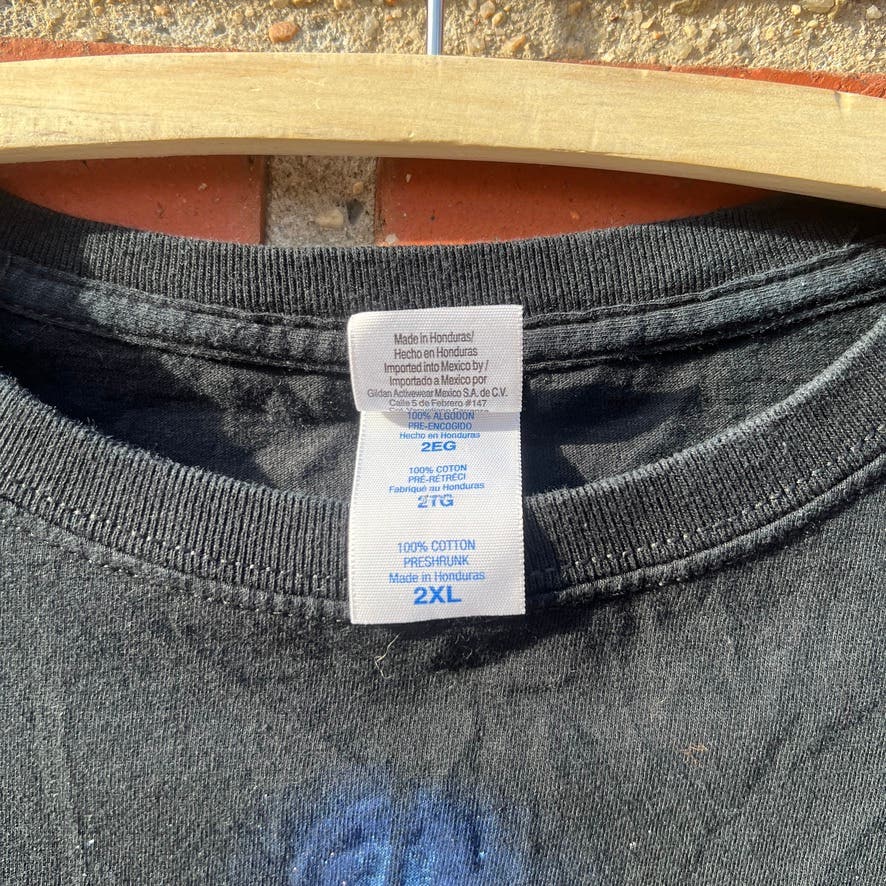 Made in Honduras/
Hecho en Honduras
Imported into Mexico by /
Importado a Mexico por
Gildan Activewear Mexico S.A. de C.V.
Calle 5 de Febrero #147
100% ALGODON
PRE-ENCOGIDO
Hecho en Honduras
2EG
100% COTON
PRÉ-RÉTRÉCI
Fabriqué au Honduras
2TG
100% COTTON
PRESHRUNK
Made in Honduras
2XL